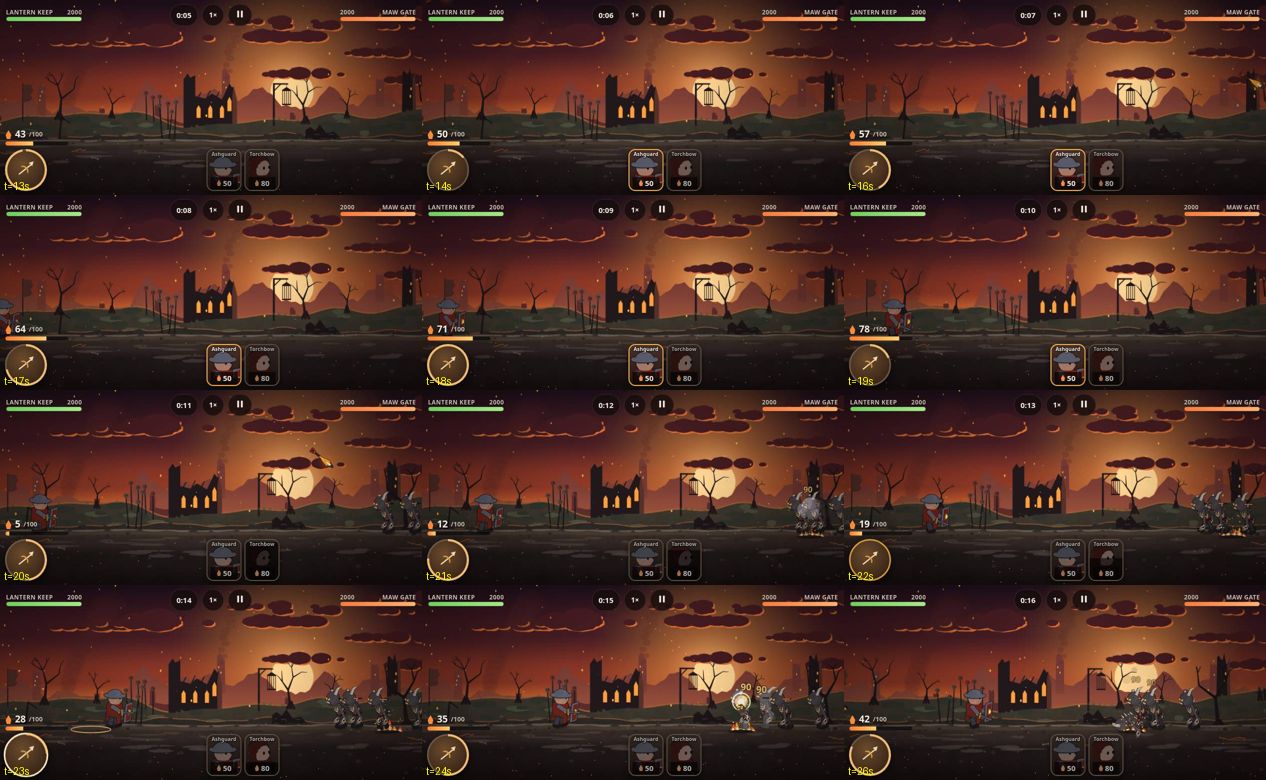 LANTERN KEEP 2000 0:05 1× 2000 MAW GATE
43 /100
Ashguard Torchbow
50 80
t=13s
LANTERN KEEP 2000 0:06 1× 2000 MAW GATE
50 /100
Ashguard Torchbow
50 80
t=14s
LANTERN KEEP 2000 0:07 1× 2000 MAW GATE
57 /100
Ashguard Torchbow
50 80
t=16s
LANTERN KEEP 2000 0:08 1× 2000 MAW GATE
64 /100
Ashguard Torchbow
50 80
t=17s
LANTERN KEEP 2000 0:09 1× 2000 MAW GATE
71 /100
Ashguard Torchbow
50 80
t=18s
LANTERN KEEP 2000 0:10 1× 2000 MAW GATE
78 /100
Ashguard Torchbow
50 80
t=19s
LANTERN KEEP 2000 0:11 1× 2000 MAW GATE
5 /100
Ashguard Torchbow
50 80
t=20s
LANTERN KEEP 2000 0:12 1× 2000 MAW GATE
90
12 /100
Ashguard Torchbow
50 80
t=21s
LANTERN KEEP 2000 0:13 1× 2000 MAW GATE
19 /100
Ashguard Torchbow
50 80
t=22s
LANTERN KEEP 2000 0:14 1× 2000 MAW GATE
28 /100
Ashguard Torchbow
50 80
t=23s
LANTERN KEEP 2000 0:15 1× 2000 MAW GATE
90 90
35 /100
Ashguard Torchbow
50 80
t=24s
LANTERN KEEP 2000 0:16 1× 2000 MAW GATE
90
42 /100
Ashguard Torchbow
50 80
t=26s